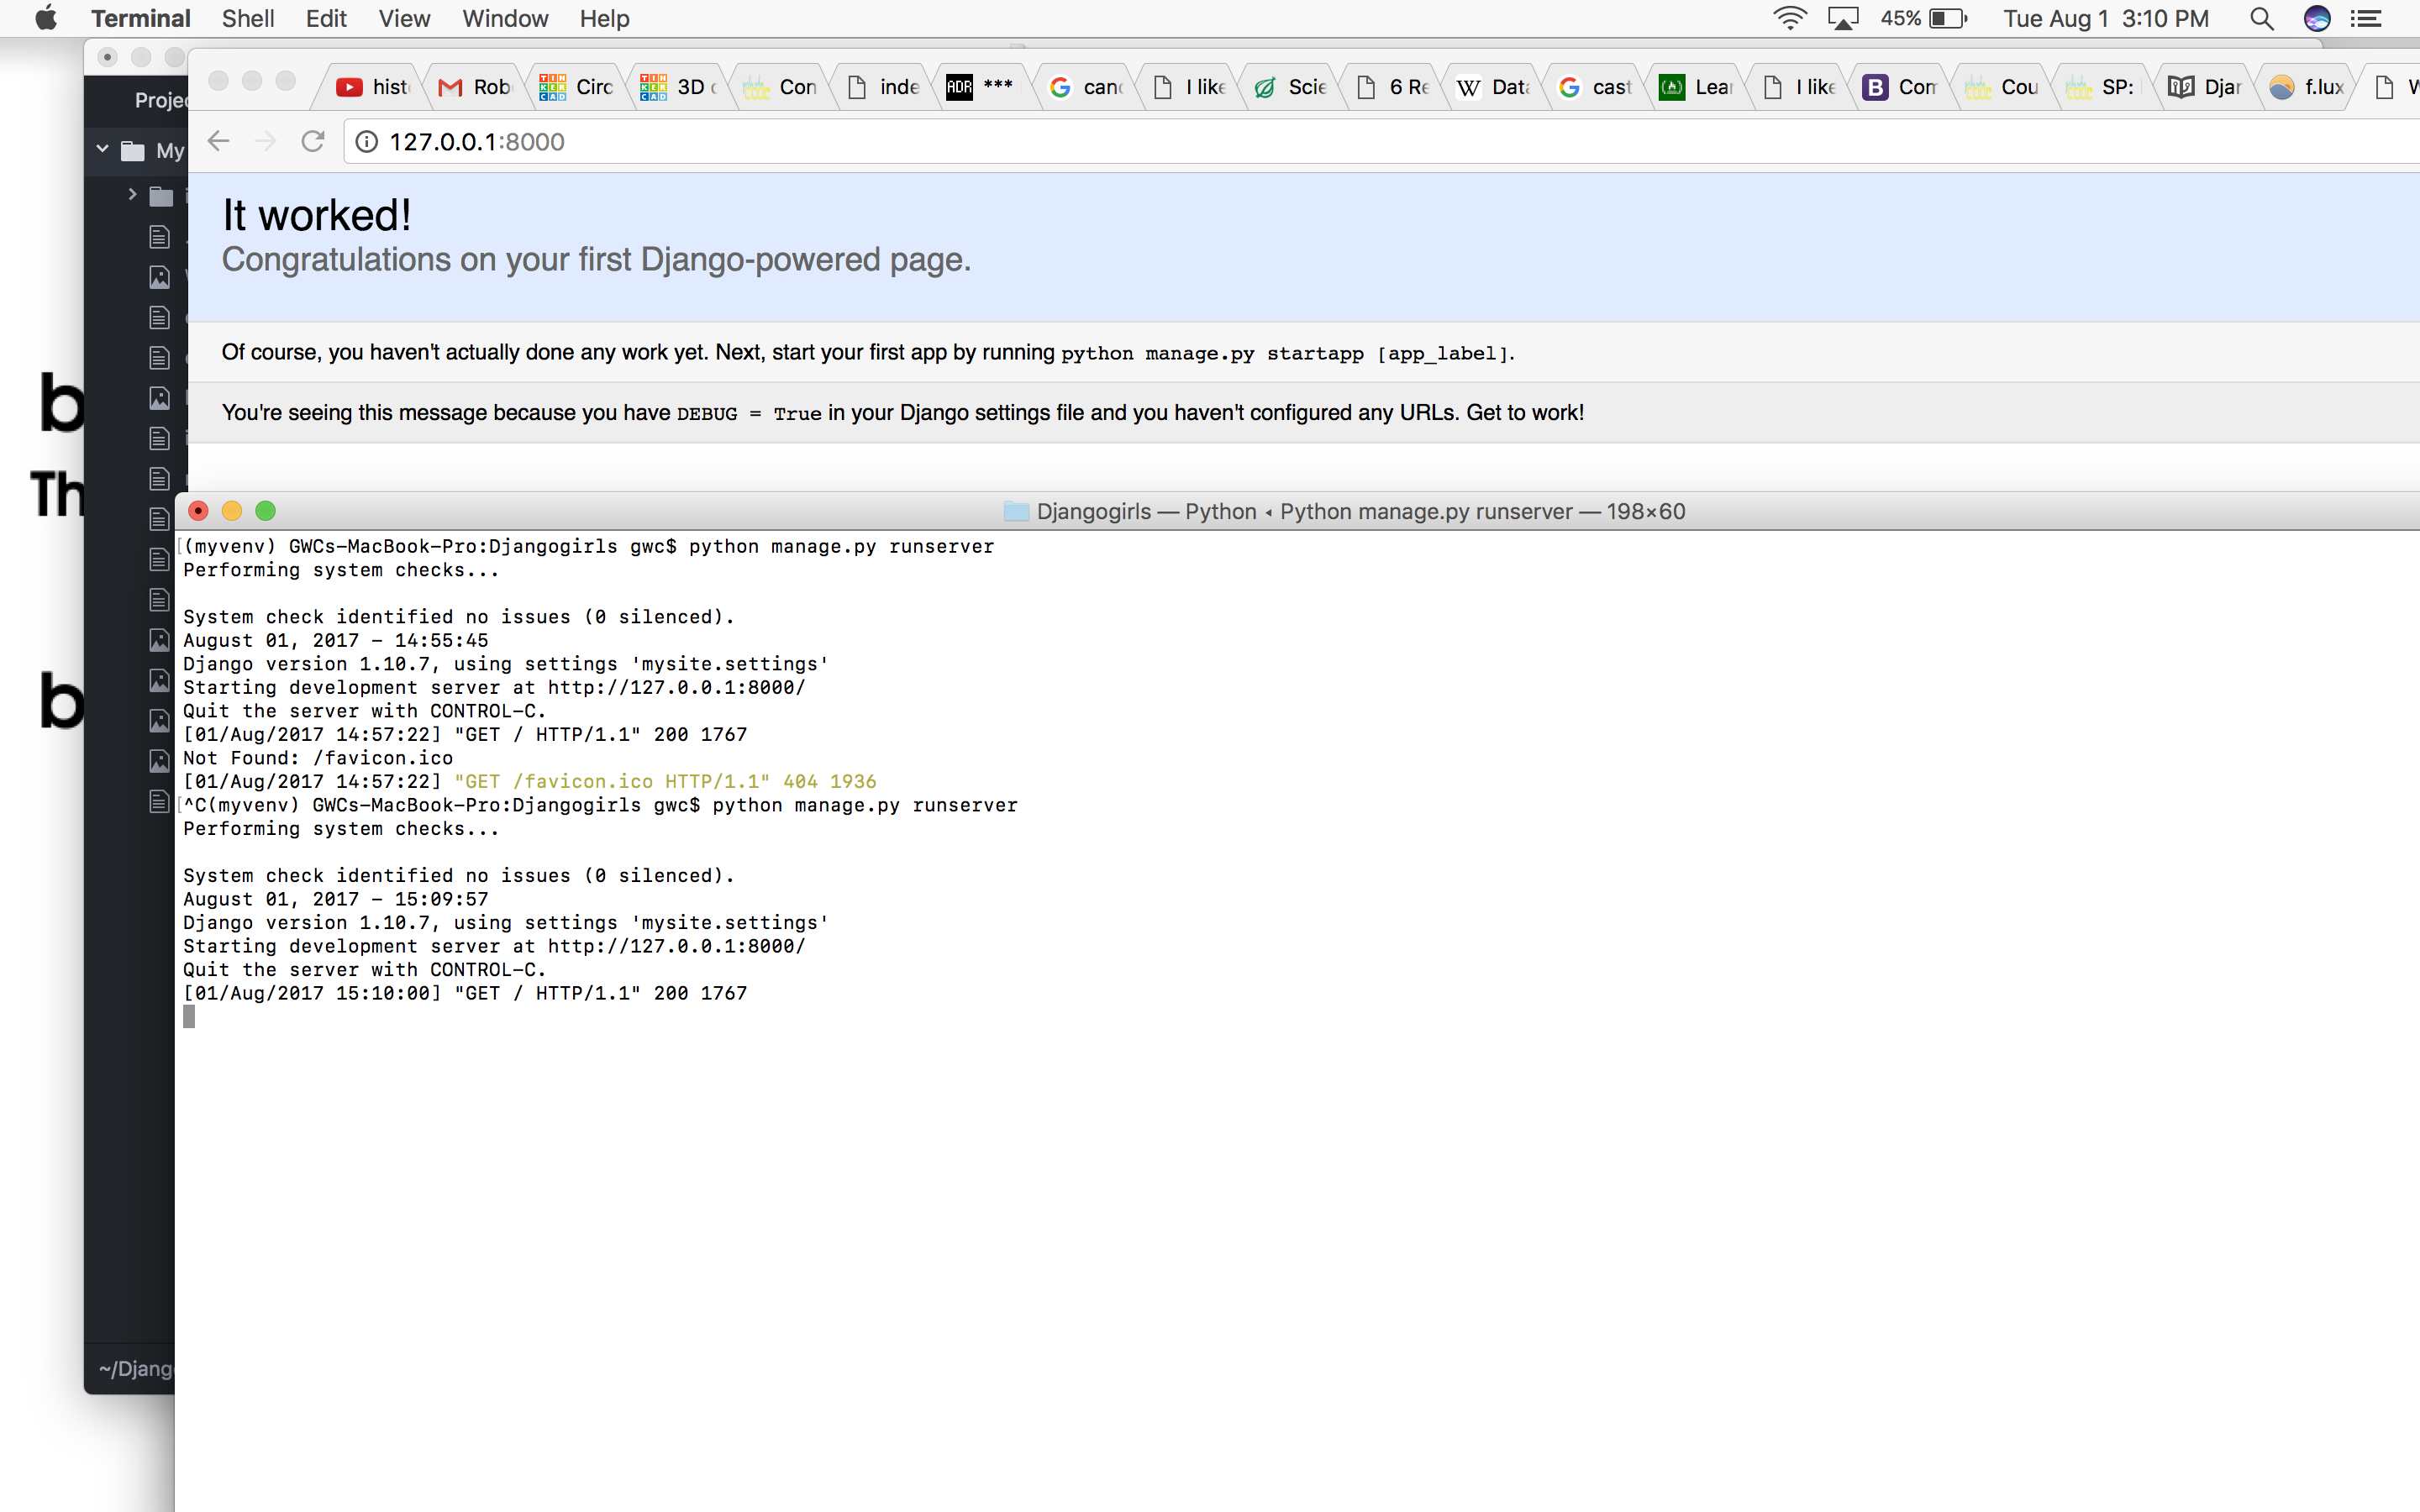 Terminal Shell Edit View Window Help 45% Tue Aug 1 3:10 PM
hist Rob Circ 3D Con inde ADR *** canc I like Scie 6 Re W Data cast Lear I like B Com Cou SP: Djan f.lux
127.0.0.1:8000
It worked!
Congratulations on your first Django-powered page.
Of course, you haven't actually done any work yet. Next, start your first app by running python manage.py startapp [app_label].
You're seeing this message because you have DEBUG = True in your Django settings file and you haven't configured any URLs. Get to work!
Projec
My
b
Th
b
~/Django
Djangogirls — Python ◂ Python manage.py runserver — 198×60
(myvenv) GWCs-MacBook-Pro:Djangogirls gwc$ python manage.py runserver
Performing system checks...
System check identified no issues (0 silenced).
August 01, 2017 - 14:55:45
Django version 1.10.7, using settings 'mysite.settings'
Starting development server at http://127.0.0.1:8000/
Quit the server with CONTROL-C.
[01/Aug/2017 14:57:22] "GET / HTTP/1.1" 200 1767
Not Found: /favicon.ico
[01/Aug/2017 14:57:22] "GET /favicon.ico HTTP/1.1" 404 1936
^C(myvenv) GWCs-MacBook-Pro:Djangogirls gwc$ python manage.py runserver
Performing system checks...
System check identified no issues (0 silenced).
August 01, 2017 - 15:09:57
Django version 1.10.7, using settings 'mysite.settings'
Starting development server at http://127.0.0.1:8000/
Quit the server with CONTROL-C.
[01/Aug/2017 15:10:00] "GET / HTTP/1.1" 200 1767